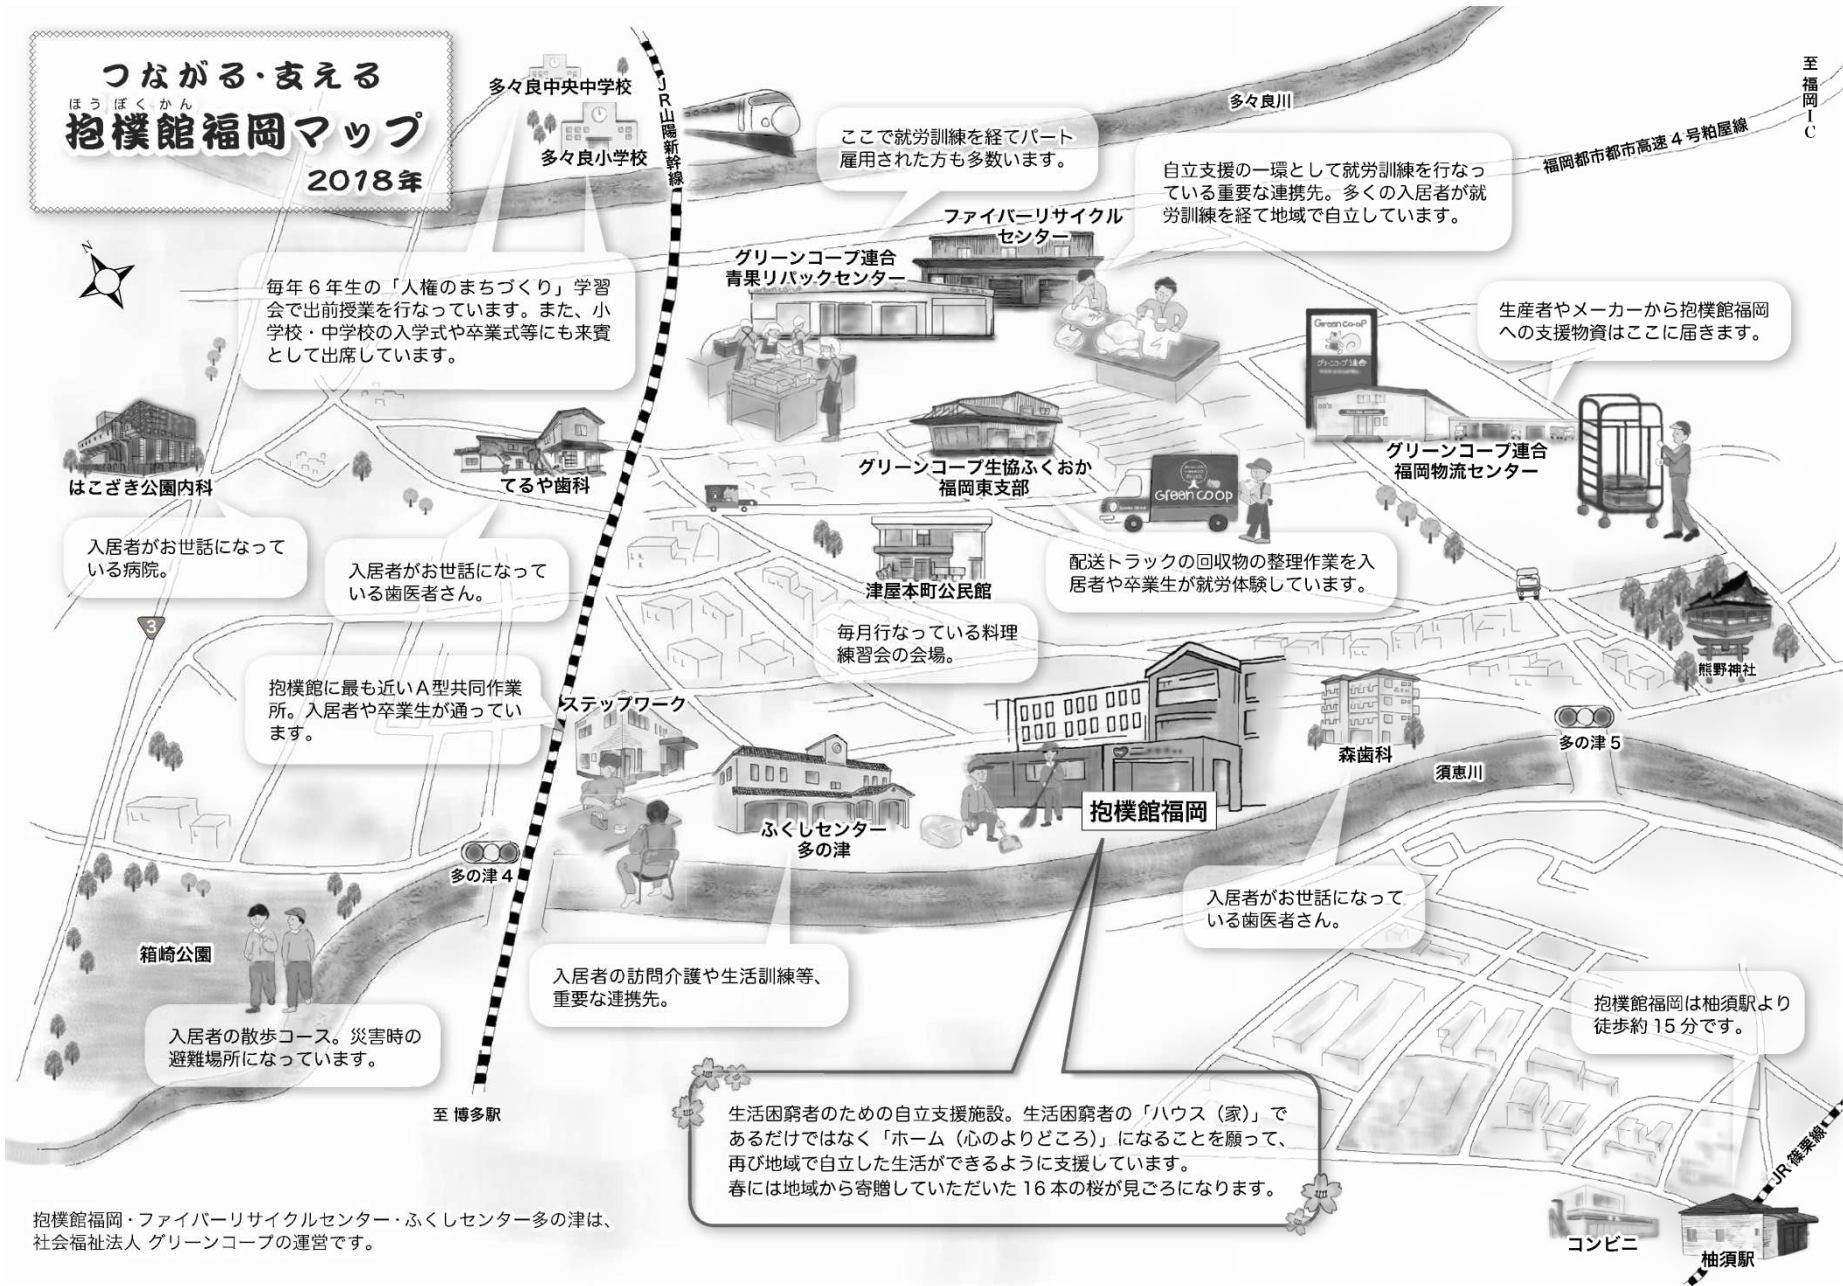 つながる・支える
ほうぼくかん
抱樸館福岡マップ
2018年
多々良中央中学校
多々良小学校
JR山陽新幹線
多々良川
至 福岡IC
福岡都市都市高速4号粕屋線
ここで就労訓練を経てパート
雇用された方も多数います。
自立支援の一環として就労訓練を行なっ
ている重要な連携先。多くの入居者が就
労訓練を経て地域で自立しています。
ファイバーリサイクル
センター
グリーンコープ連合
青果リパックセンター
N
毎年6年生の「人権のまちづくり」学習
会で出前授業を行なっています。また、小
学校・中学校の入学式や卒業式等にも来賓
として出席しています。
生産者やメーカーから抱樸館福岡
への支援物資はここに届きます。
Green co-op
グリーンコープ連合
グリーンコープ連合
福岡物流センター
はこざき公園内科
てるや歯科
グリーンコープ生協ふくおか
福岡東支部
Green coop
入居者がお世話になって
いる病院。
入居者がお世話になって
いる歯医者さん。
津屋本町公民館
配送トラックの回収物の整理作業を入
居者や卒業生が就労体験しています。
毎月行なっている料理
練習会の会場。
3
熊野神社
抱樸館に最も近いA型共同作業
所。入居者や卒業生が通ってい
ます。
ステップワーク
森歯科
多の津5
須恵川
抱樸館福岡
ふくしセンター
多の津
多の津4
入居者がお世話になって
いる歯医者さん。
箱崎公園
入居者の訪問介護や生活訓練等、
重要な連携先。
抱樸館福岡は柚須駅より
徒歩約15分です。
入居者の散歩コース。災害時の
避難場所になっています。
至 博多駅
生活困窮者のための自立支援施設。生活困窮者の「ハウス（家）」で
あるだけではなく「ホーム（心のよりどころ）」になることを願って、
再び地域で自立した生活ができるように支援しています。
春には地域から寄贈していただいた16本の桜が見ごろになります。
JR篠栗線
コンビニ
柚須駅
抱樸館福岡・ファイバーリサイクルセンター・ふくしセンター多の津は、
社会福祉法人 グリーンコープの運営です。